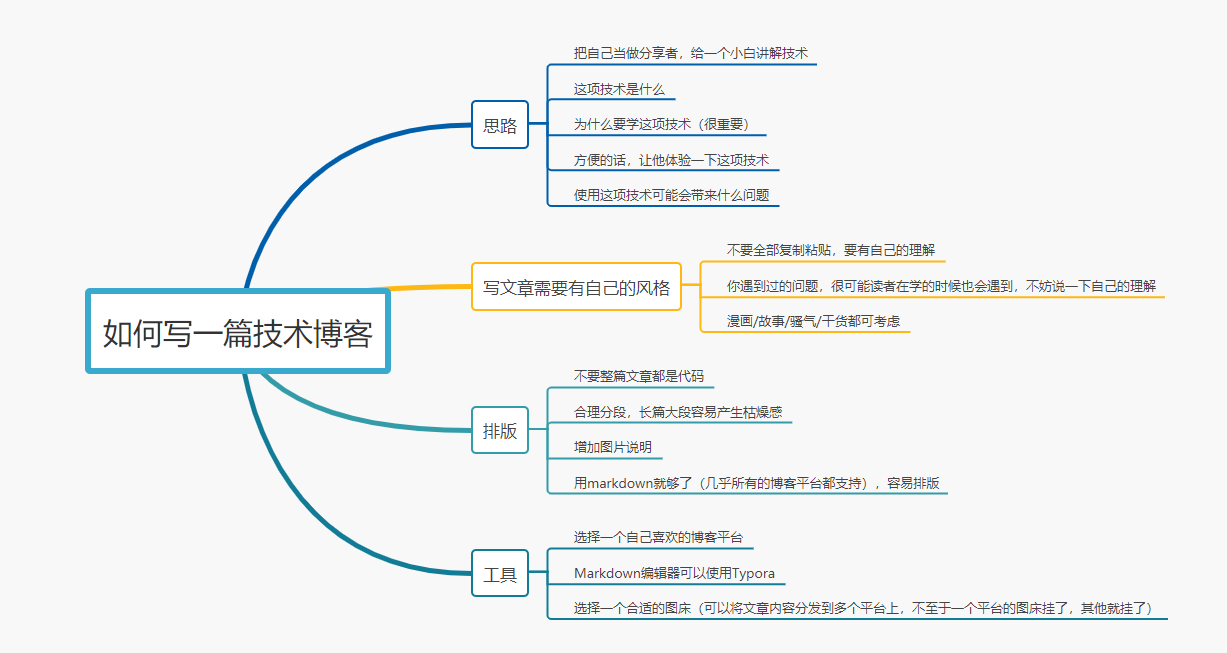 如何写一篇技术博客
思路
把自己当做分享者，给一个小白讲解技术
这项技术是什么
为什么要学这项技术（很重要）
方便的话，让他体验一下这项技术
使用这项技术可能会带来什么问题
写文章需要有自己的风格
不要全部复制粘贴，要有自己的理解
你遇到过的问题，很可能读者在学的时候也会遇到，不妨说一下自己的理解
漫画/故事/骚气/干货都可考虑
排版
不要整篇文章都是代码
合理分段，长篇大段容易产生枯燥感
增加图片说明
用markdown就够了（几乎所有的博客平台都支持），容易排版
工具
选择一个自己喜欢的博客平台
Markdown编辑器可以使用Typora
选择一个合适的图床（可以将文章内容分发到多个平台上，不至于一个平台的图床挂了，其他就挂了）